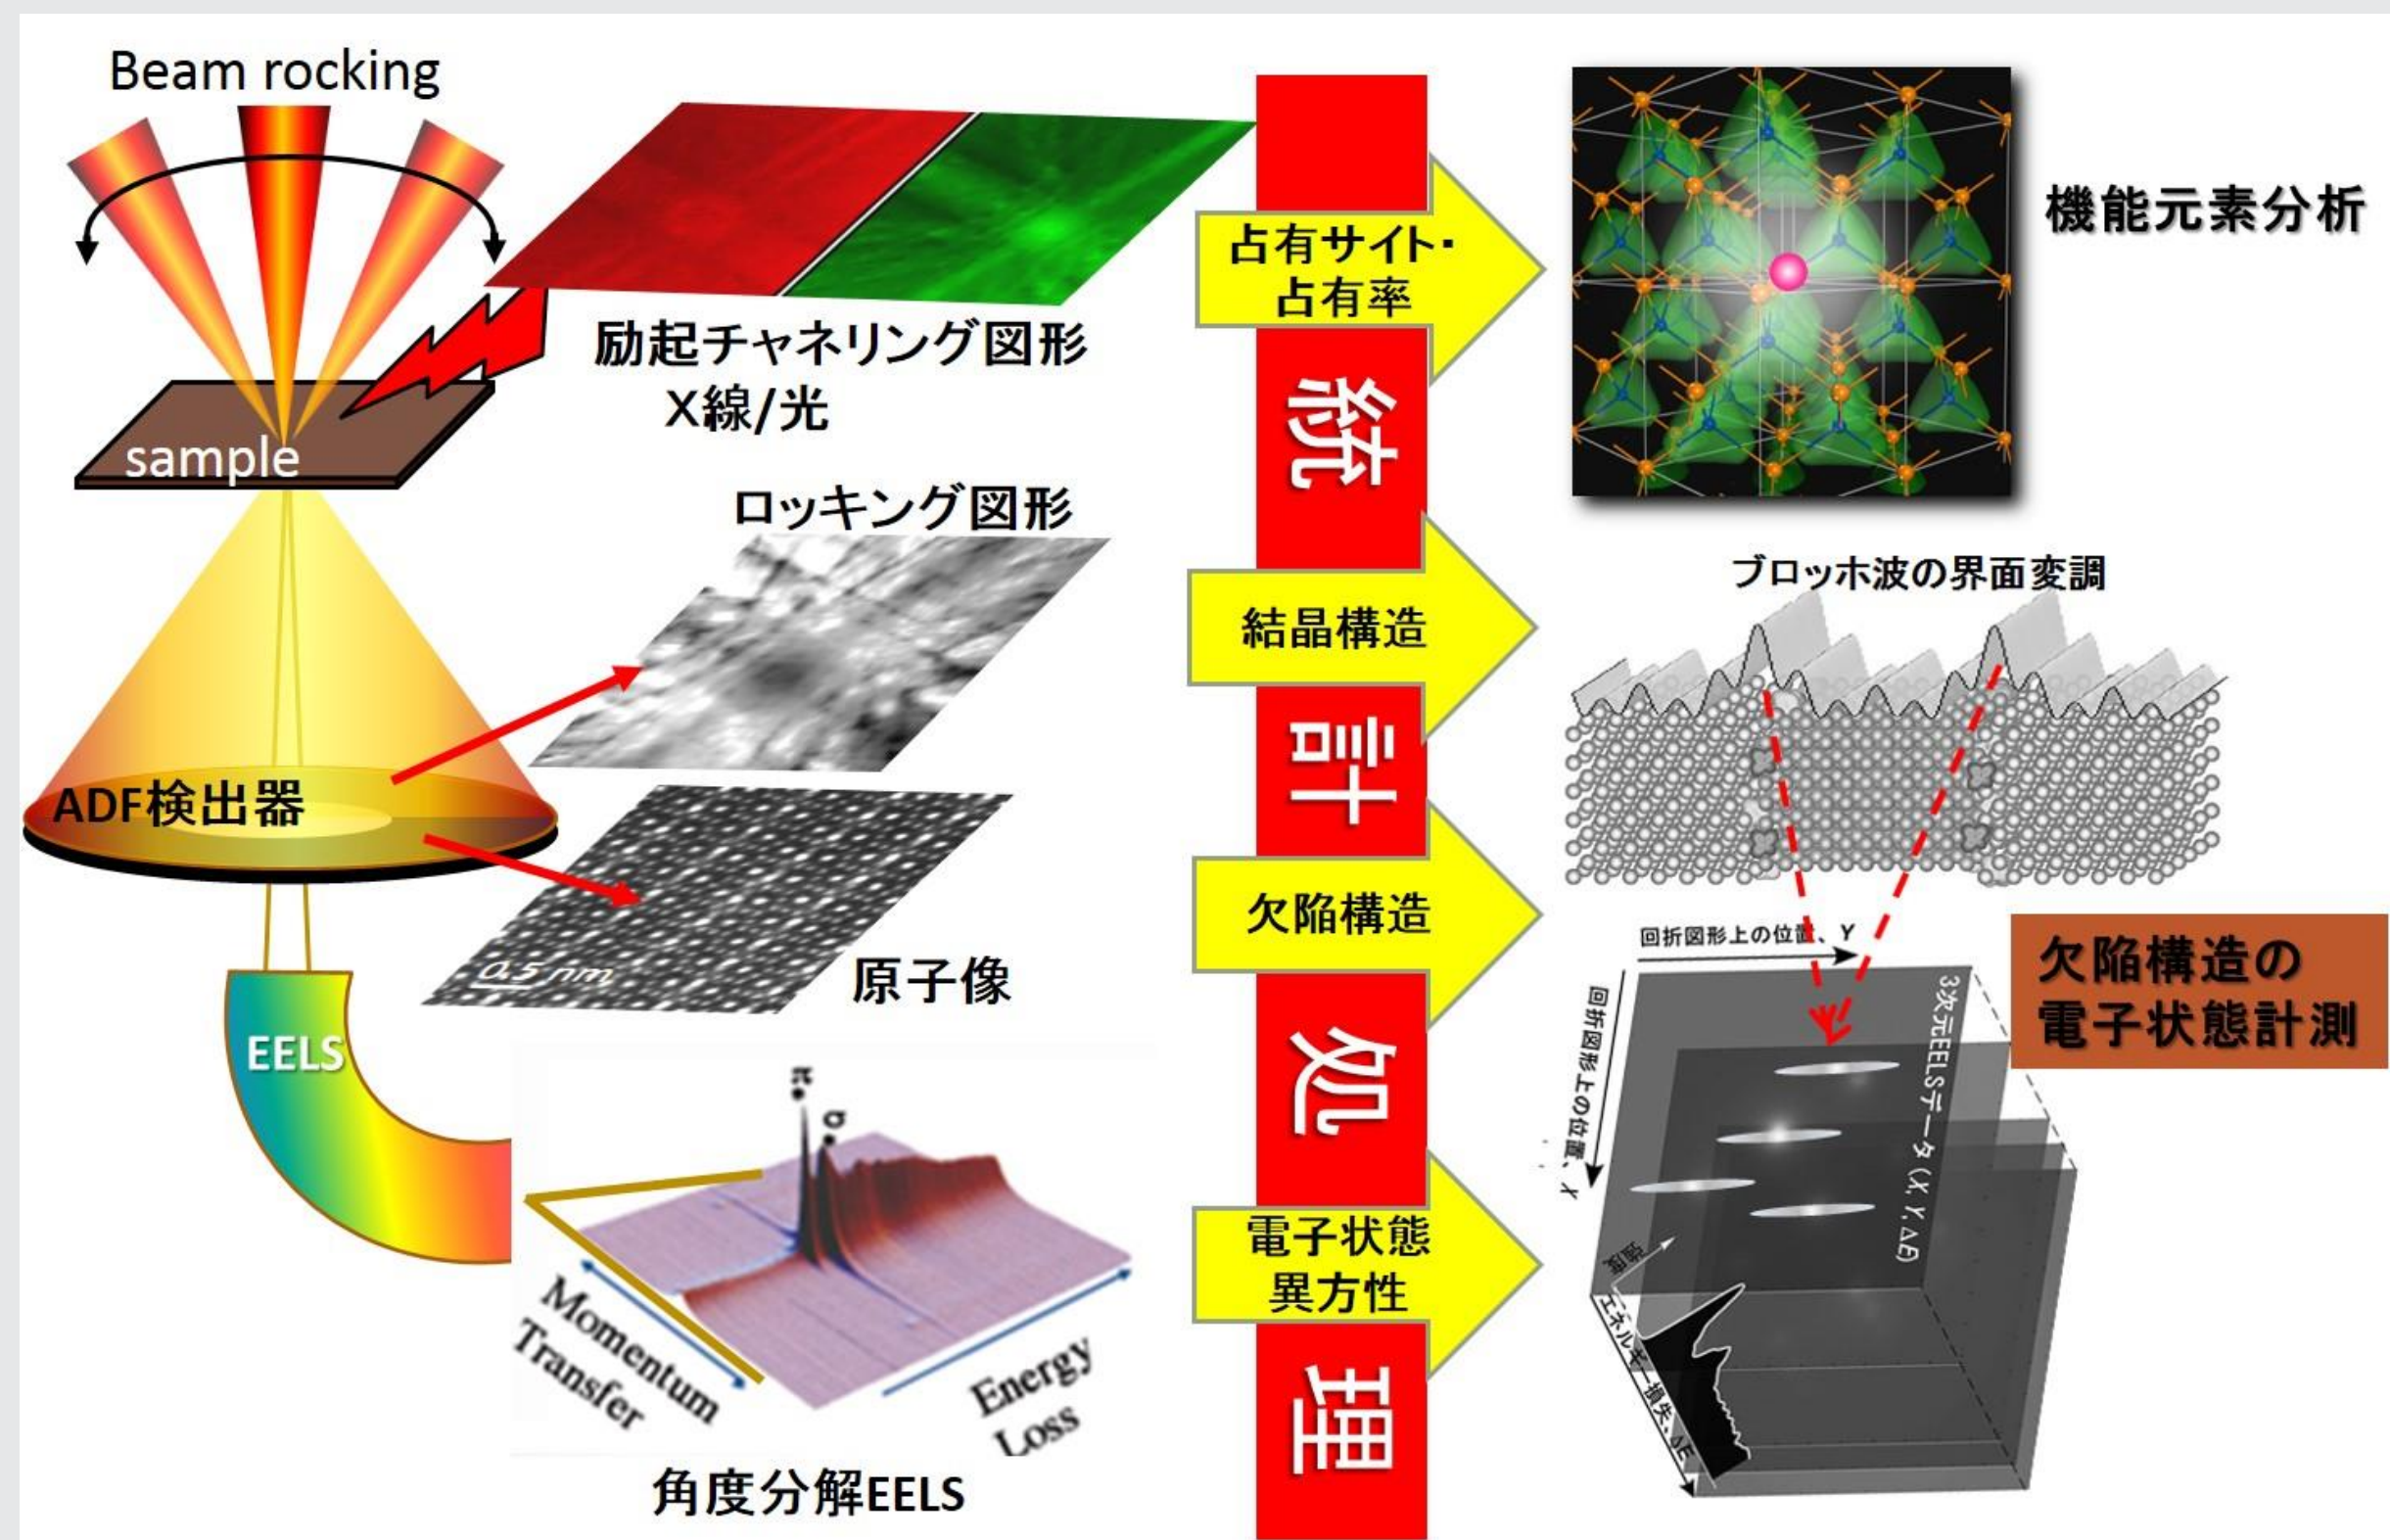 Beam rocking
sample
励起チャネリング図形
X線/光
ロッキング図形
ADF検出器
0.5 nm
原子像
EELS
π*
σ*
Momentum
Transfer
Energy
Loss
角度分解EELS
統計処理
占有サイト・
占有率
結晶構造
欠陥構造
電子状態
異方性
機能元素分析
ブロッホ波の界面変調
回折図形上の位置、Y
回折図形上の位置、X
3次元EELSデータ (X, Y, ΔE)
強度
エネルギー損失、ΔE
欠陥構造の
電子状態計測